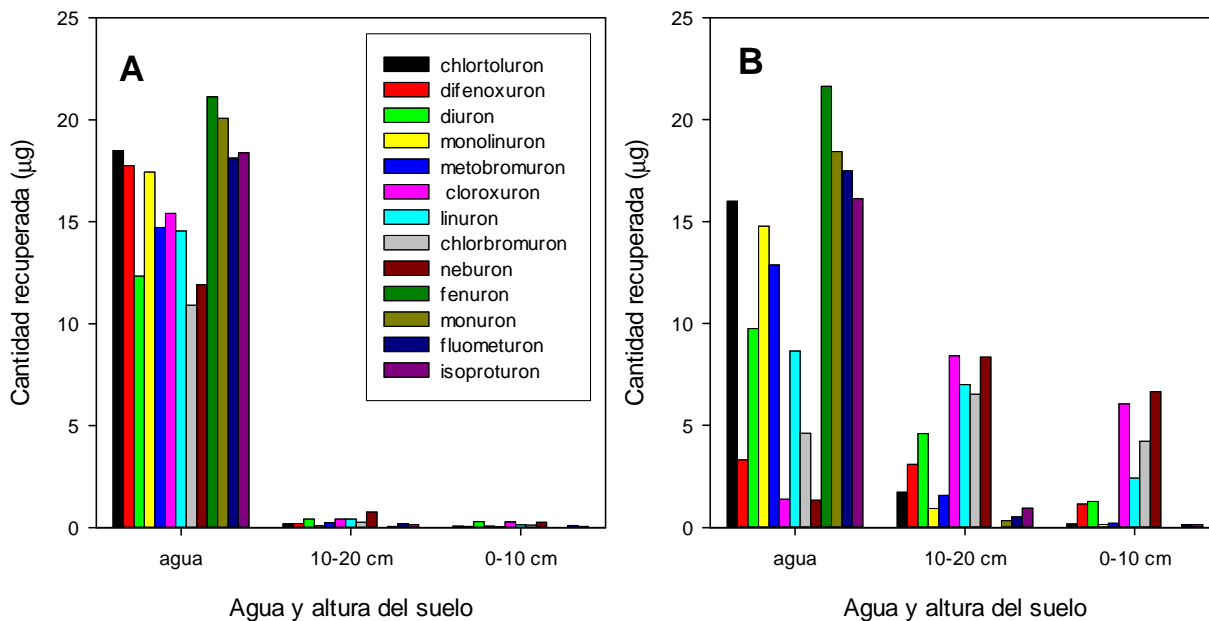 A
25
20
15
10
5
0
Cantidad recuperada (µg)
agua
10-20 cm
0-10 cm
Agua y altura del suelo
chlortoluron
difenoxuron
diuron
monolinuron
metobromuron
cloroxuron
linuron
chlorbromuron
neburon
fenuron
monuron
fluometuron
isoproturon
B
25
20
15
10
5
0
Cantidad recuperada (µg)
agua
10-20 cm
0-10 cm
Agua y altura del suelo